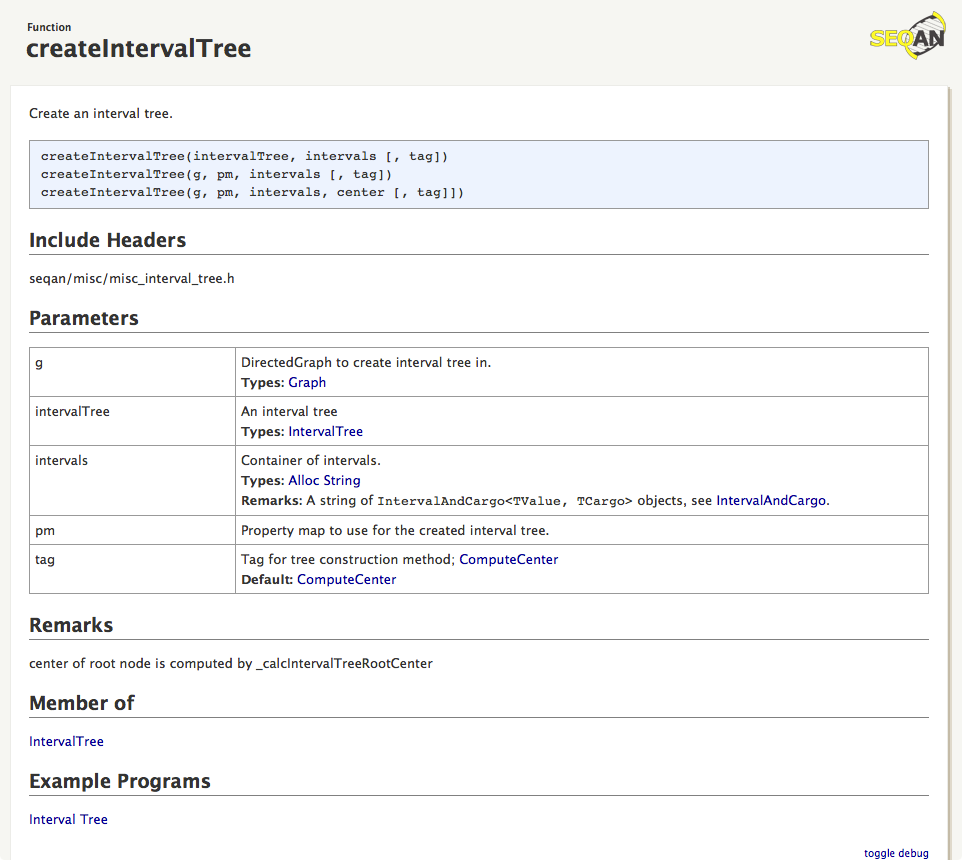 Function
createIntervalTree
SEQAN
Create an interval tree.
createIntervalTree(intervalTree, intervals [, tag])
createIntervalTree(g, pm, intervals [, tag])
createIntervalTree(g, pm, intervals, center [, tag]])
Include Headers
seqan/misc/misc_interval_tree.h
Parameters
g
DirectedGraph to create interval tree in.
Types: Graph
intervalTree
An interval tree
Types: IntervalTree
intervals
Container of intervals.
Types: Alloc String
Remarks: A string of IntervalAndCargo<TValue, TCargo> objects, see IntervalAndCargo.
pm
Property map to use for the created interval tree.
tag
Tag for tree construction method; ComputeCenter
Default: ComputeCenter
Remarks
center of root node is computed by _calcIntervalTreeRootCenter
Member of
IntervalTree
Example Programs
Interval Tree
toggle debug